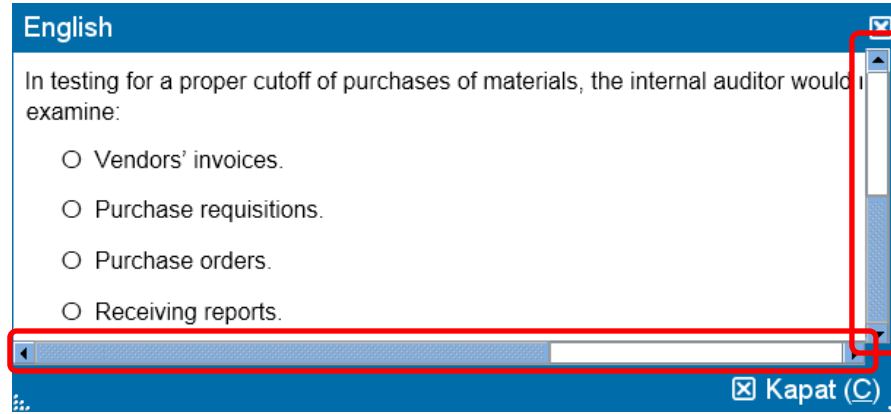 English
In testing for a proper cutoff of purchases of materials, the internal auditor would
examine:
Vendors’ invoices.
Purchase requisitions.
Purchase orders.
Receiving reports.
Kapat (C)